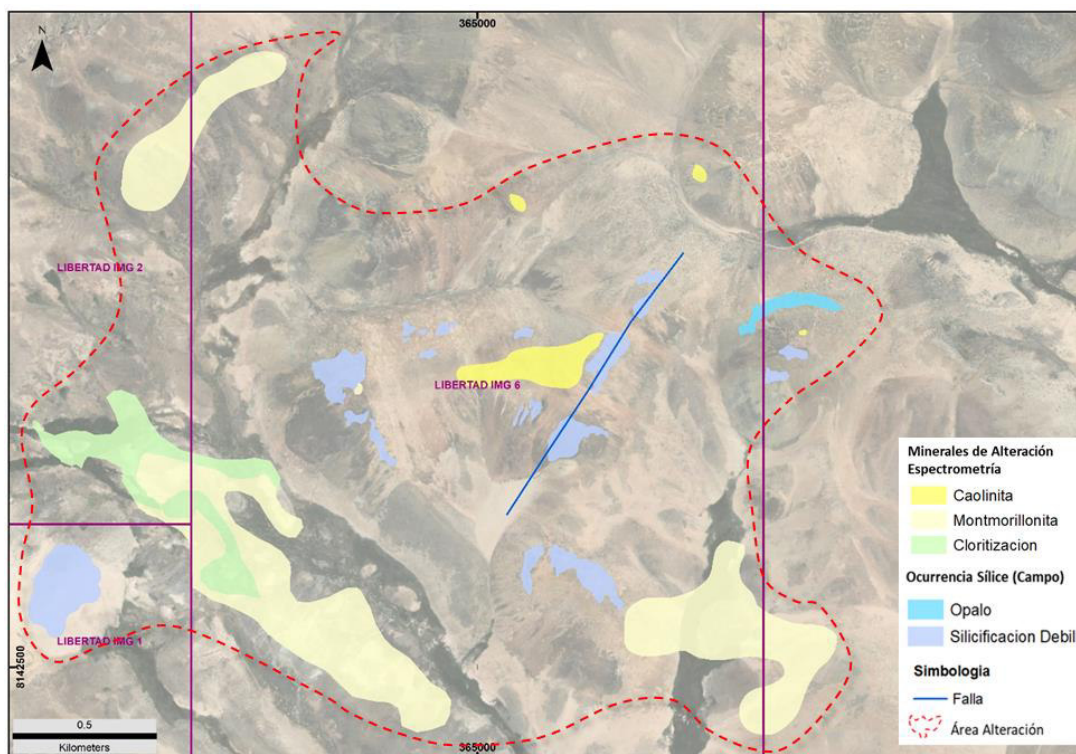 365000
N
LIBERTAD IMG 2
LIBERTAD IMG 6
LIBERTAD IMG 1
8142500
0.5
Kilometers
365000
Minerales de Alteración
Espectrometría
Caolinita
Montmorillonita
Cloritizacion
Ocurrencia Sílice (Campo)
Opalo
Silicificacion Debil
Simbologia
Falla
Área Alteración